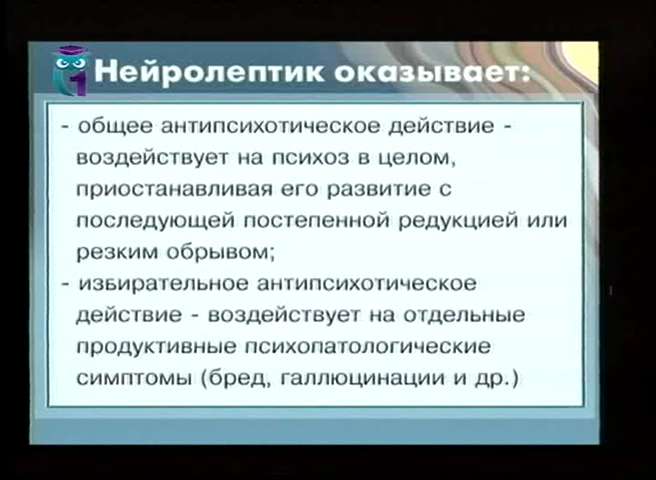 Нейролептик оказывает:
- общее антипсихотическое действие -
воздействует на психоз в целом,
приостанавливая его развитие с
последующей постепенной редукцией или
резким обрывом;
- избирательное антипсихотическое
действие - воздействует на отдельные
продуктивные психопатологические
симптомы (бред, галлюцинации и др.)